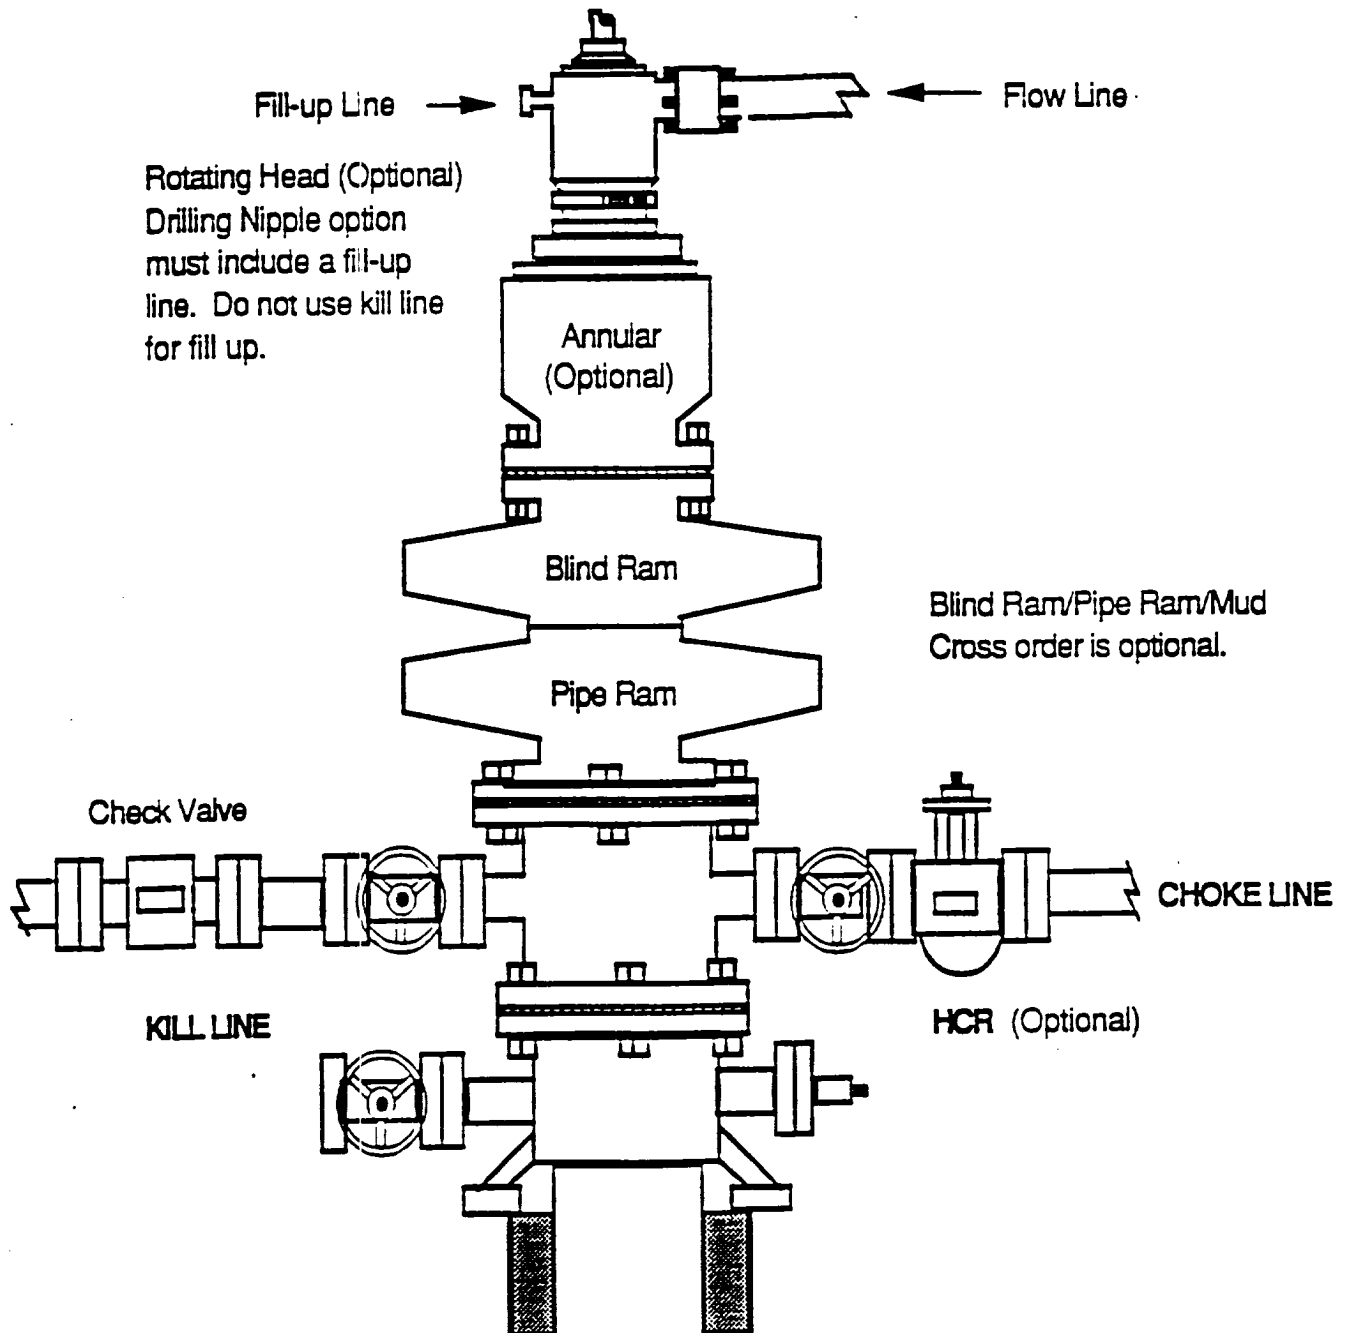 Fill-up Line
Flow Line
Rotating Head (Optional)
Drilling Nipple option
must include a fill-up
line. Do not use kill line
for fill up.
Annular
(Optional)
Blind Ram
Blind Ram/Pipe Ram/Mud
Cross order is optional.
Pipe Ram
Check Valve
CHOKE LINE
KILL LINE
HCR (Optional)